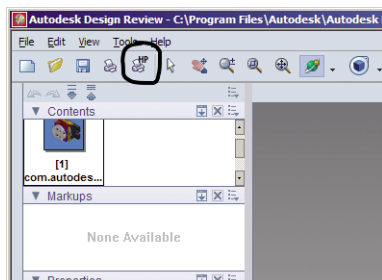 Autodesk Design Review - C:\Program Files\Autodesk\Autodesk
File Edit View Tools Help
HP
Contents
[1]
com.autodes...
Markups
None Available
Properties